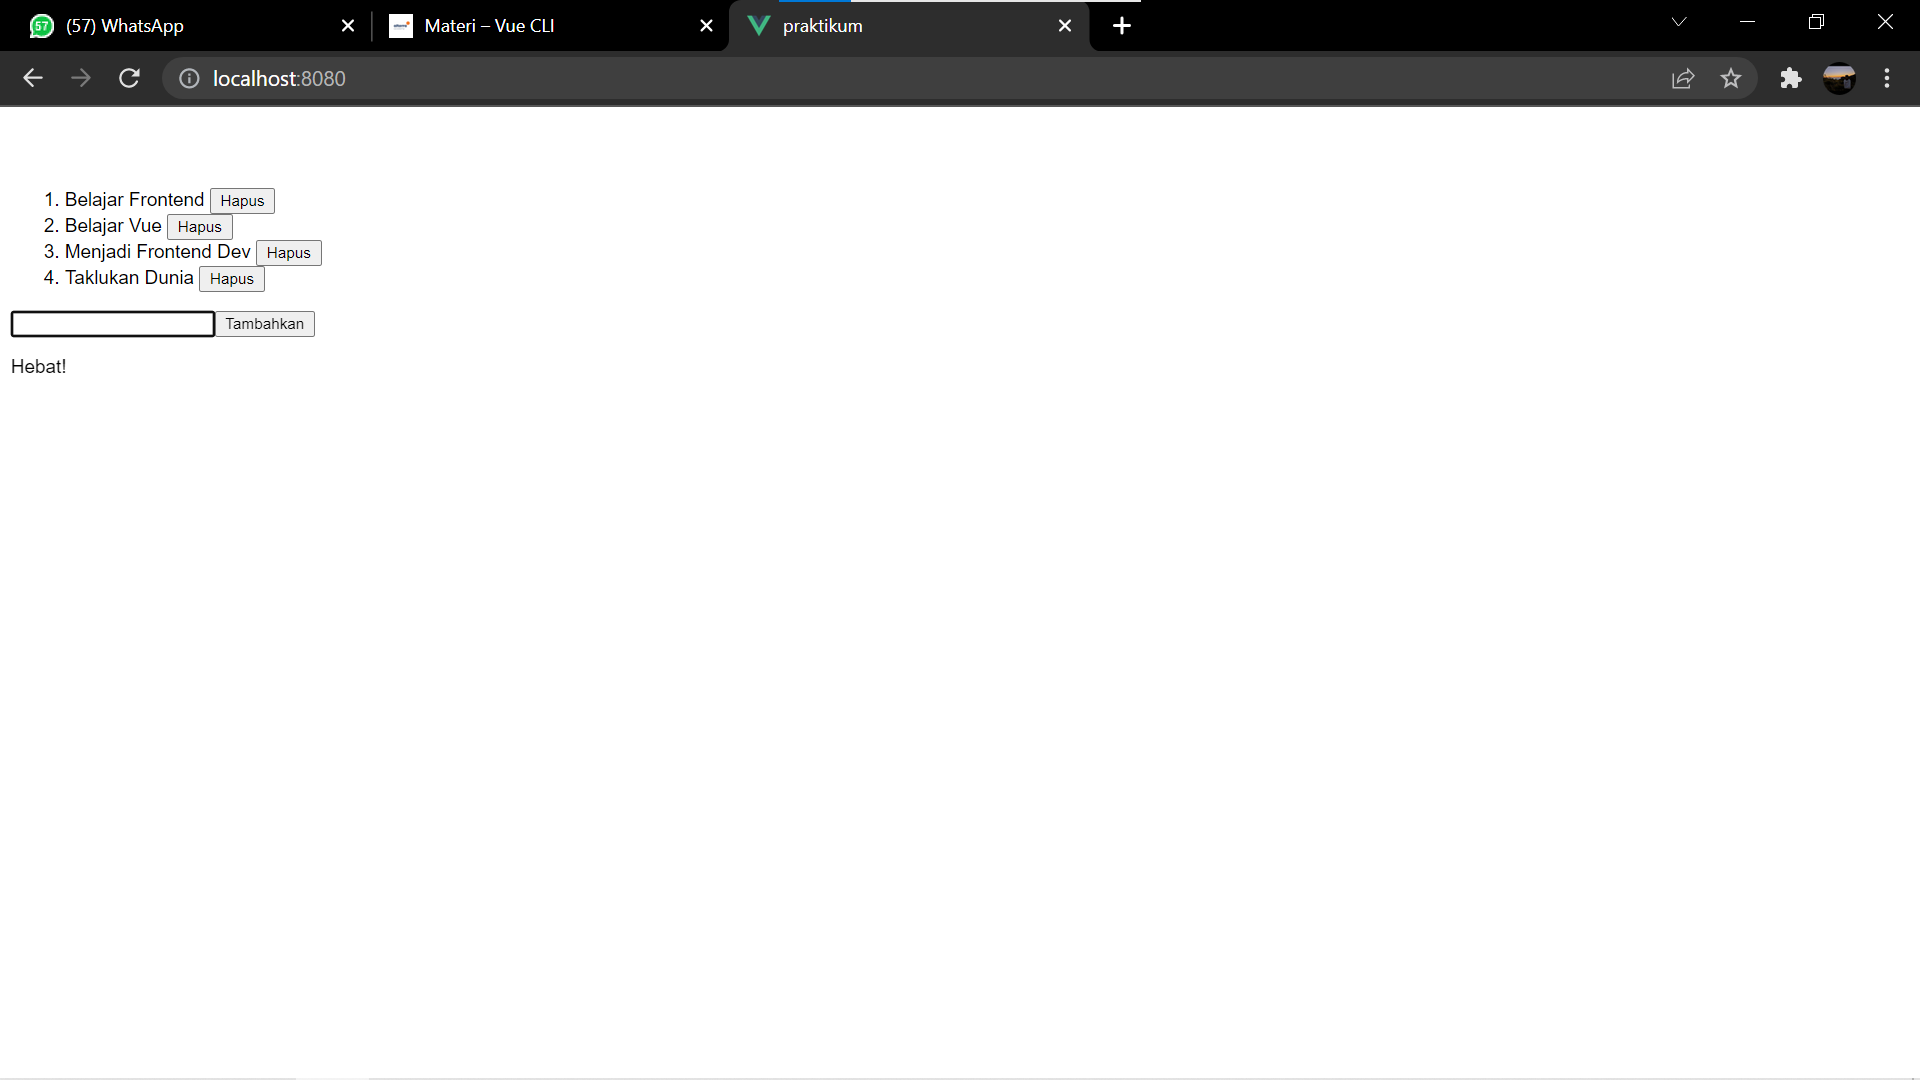 57 (57) WhatsApp
Materi – Vue CLI
praktikum
localhost:8080
1. Belajar Frontend Hapus
2. Belajar Vue Hapus
3. Menjadi Frontend Dev Hapus
4. Taklukan Dunia Hapus
Tambahkan
Hebat!